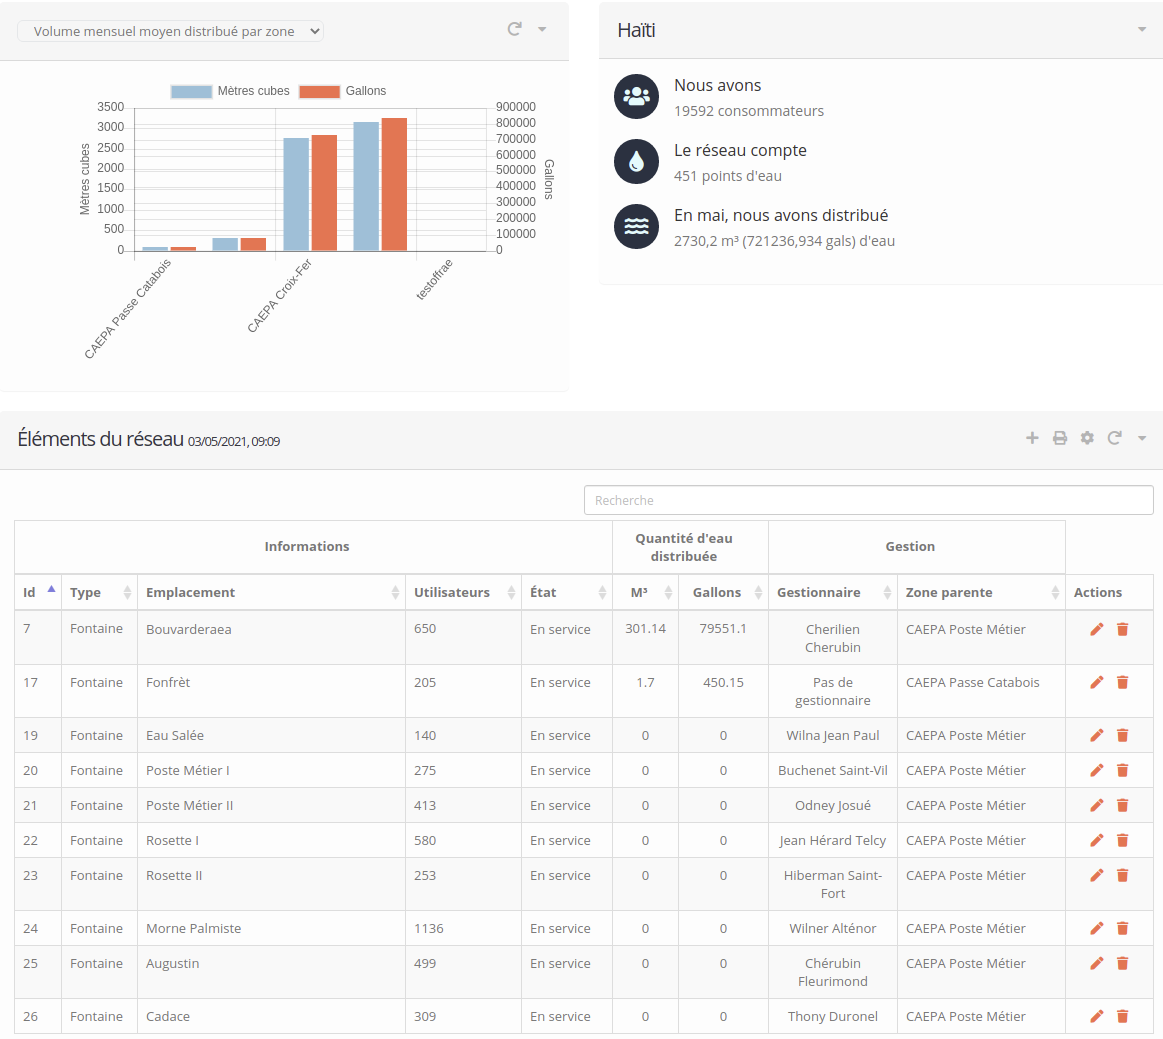 Volume mensuel moyen distribué par zone
Mètres cubes Gallons
3500
3000
2500
2000
1500
1000
500
0
Mètres cubes
900000
800000
700000
600000
500000
400000
300000
200000
100000
0
Gallons
CAEPA Passe Catabois
CAEPA Croix-Fer
testoffrae
Haïti
Nous avons
19592 consommateurs
Le réseau compte
451 points d'eau
En mai, nous avons distribué
2730,2 m³ (721236,934 gals) d'eau
Éléments du réseau 03/05/2021, 09:09
Recherche
Informations Quantité d'eau distribuée Gestion
Id Type Emplacement Utilisateurs État M³ Gallons Gestionnaire Zone parente Actions
7 Fontaine Bouvarderaea 650 En service 301.14 79551.1 Cherilien Cherubin CAEPA Poste Métier
17 Fontaine Fonfrèt 205 En service 1.7 450.15 Pas de gestionnaire CAEPA Passe Catabois
19 Fontaine Eau Salée 140 En service 0 0 Wilna Jean Paul CAEPA Poste Métier
20 Fontaine Poste Métier I 275 En service 0 0 Buchenet Saint-Vil CAEPA Poste Métier
21 Fontaine Poste Métier II 413 En service 0 0 Odney Josué CAEPA Poste Métier
22 Fontaine Rosette I 580 En service 0 0 Jean Hérard Telcy CAEPA Poste Métier
23 Fontaine Rosette II 253 En service 0 0 Hiberman Saint-Fort CAEPA Poste Métier
24 Fontaine Morne Palmiste 1136 En service 0 0 Wilner Alténor CAEPA Poste Métier
25 Fontaine Augustin 499 En service 0 0 Chérubin Fleurimond CAEPA Poste Métier
26 Fontaine Cadace 309 En service 0 0 Thony Duronel CAEPA Poste Métier